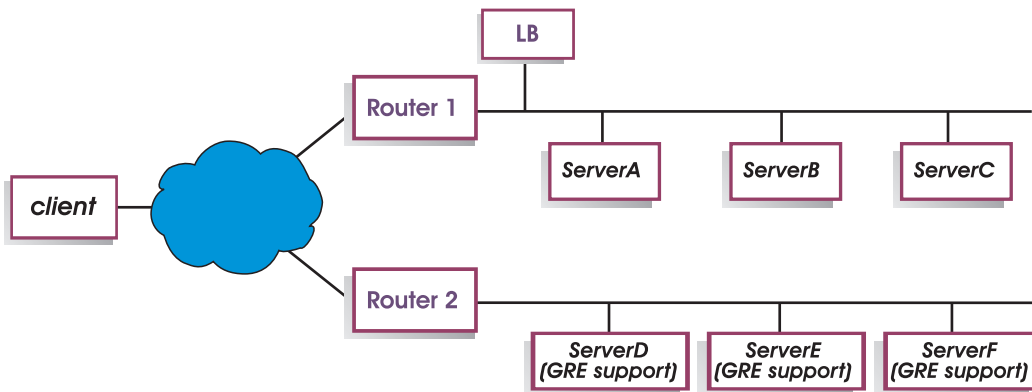 LB
Router 1
ServerA
ServerB
ServerC
client
Router 2
ServerD
(GRE support)
ServerE
(GRE support)
ServerF
(GRE support)